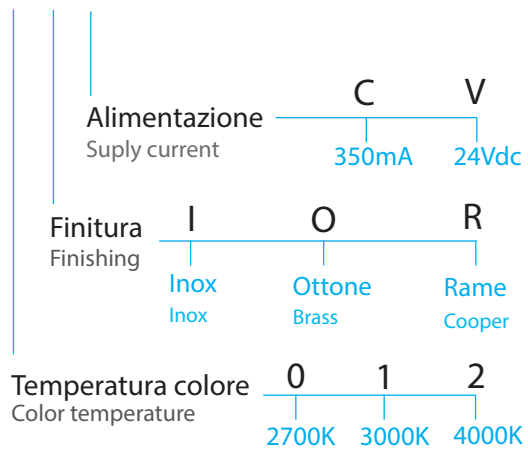 C V
Alimentazione
Suply current
350mA 24Vdc
I O R
Finitura
Finishing
Inox Ottone Rame
Inox Brass Cooper
0 1 2
Temperatura colore
Color temperature
2700K 3000K 4000K